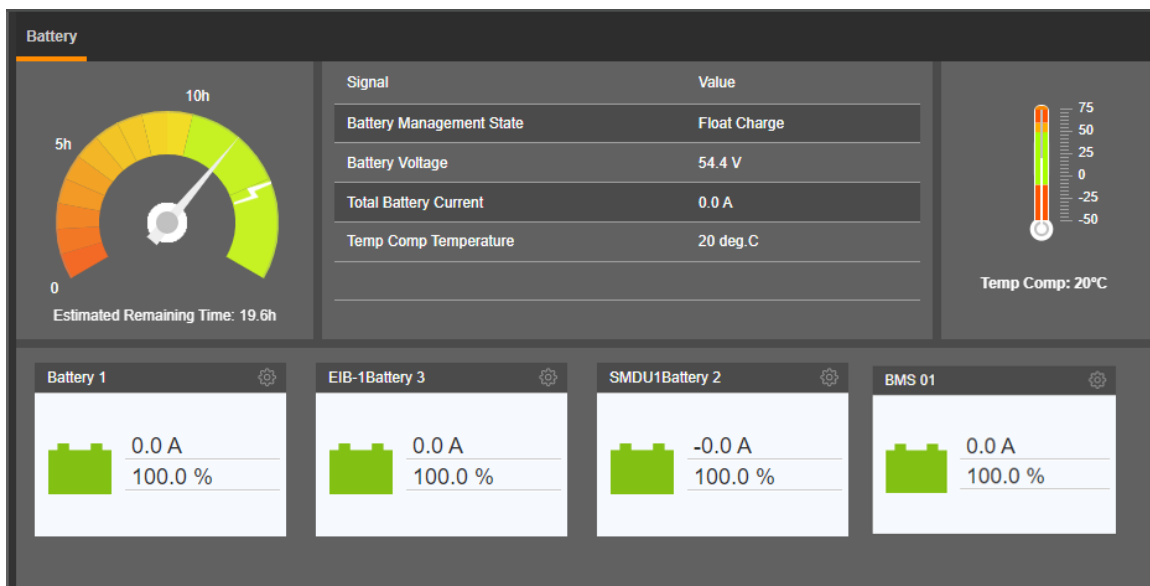 Battery
10h
5h
0
Estimated Remaining Time: 19.6h
Signal Value
Battery Management State Float Charge
Battery Voltage 54.4 V
Total Battery Current 0.0 A
Temp Comp Temperature 20 deg.C
75
50
25
0
-25
-50
Temp Comp: 20°C
Battery 1
0.0 A
100.0 %
EIB-1Battery 3
0.0 A
100.0 %
SMDU1Battery 2
-0.0 A
100.0 %
BMS 01
0.0 A
100.0 %